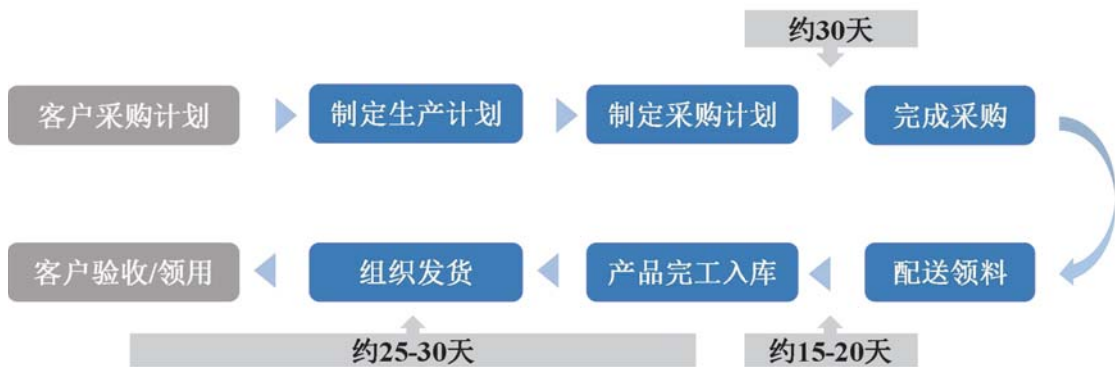 约30天
客户采购计划
制定生产计划
制定采购计划
完成采购
配送领料
产品完工入库
组织发货
客户验收/领用
约15-20天
约25-30天